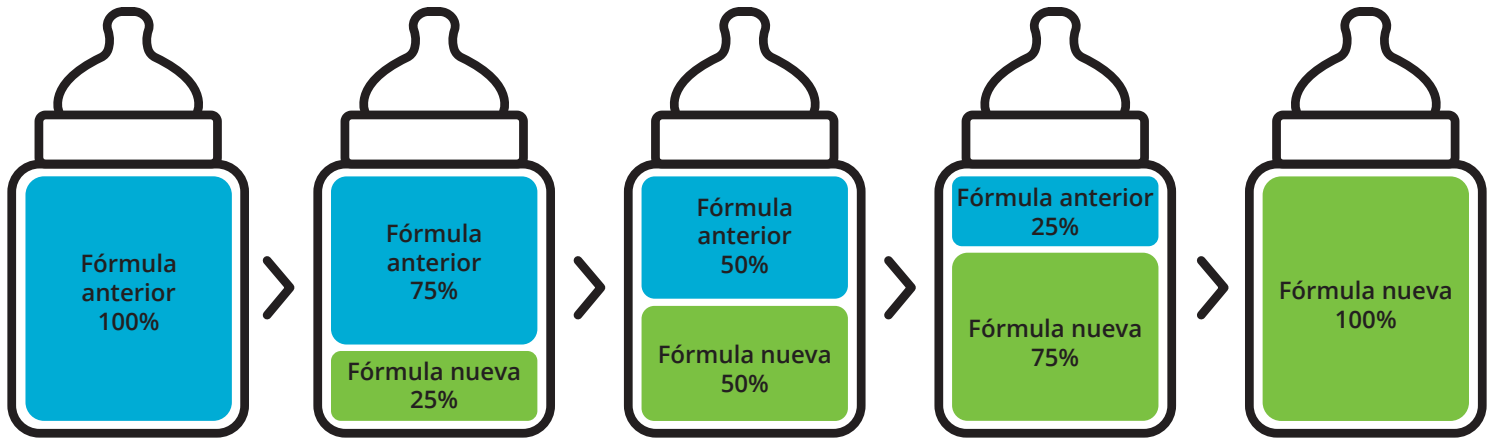 Fórmula
anterior
100%
Fórmula
anterior
75%
Fórmula nueva
25%
Fórmula
anterior
50%
Fórmula nueva
50%
Fórmula anterior
25%
Fórmula nueva
75%
Fórmula nueva
100%